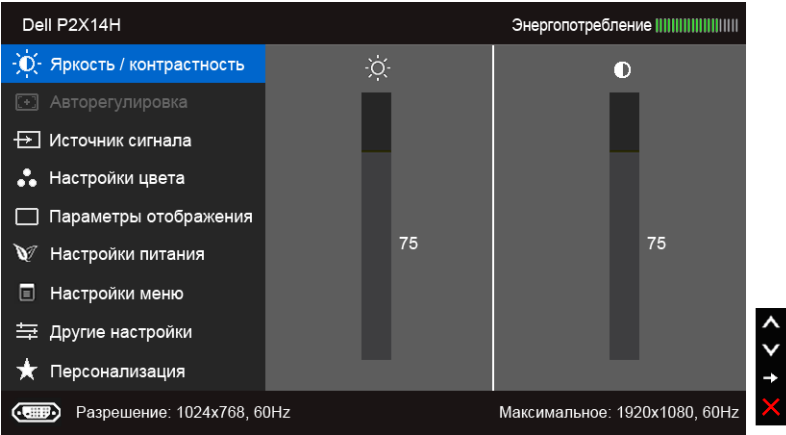 Dell P2X14H
Энергопотребление
Яркость / контрастность
Авторегулировка
Источник сигнала
Настройки цвета
Параметры отображения
Настройки питания
Настройки меню
Другие настройки
Персонализация
75
75
Разрешение: 1024x768, 60Hz
Максимальное: 1920x1080, 60Hz